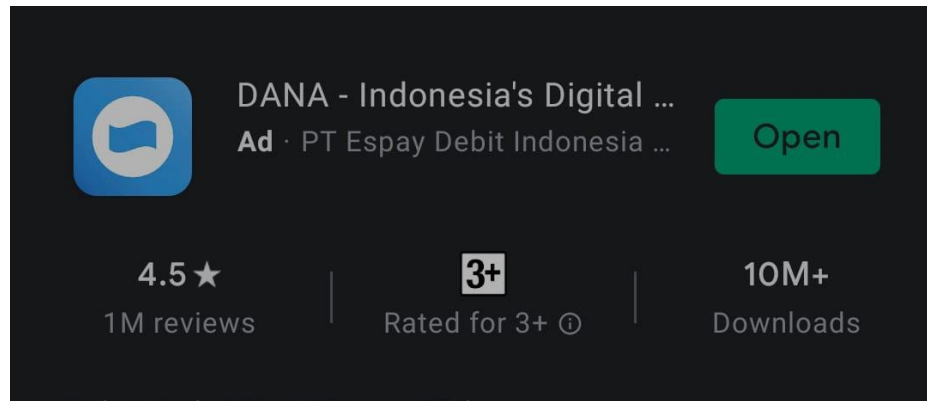 DANA - Indonesia's Digital ...
Ad · PT Espay Debit Indonesia ...
Open
4.5★
3+
10M+
1M reviews
Rated for 3+ ⓘ
Downloads